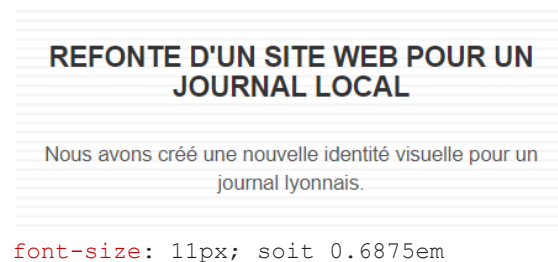 REFONTE D'UN SITE WEB POUR UN
JOURNAL LOCAL
Nous avons créé une nouvelle identité visuelle pour un
journal lyonnais.
font-size: 11px; soit 0.6875em